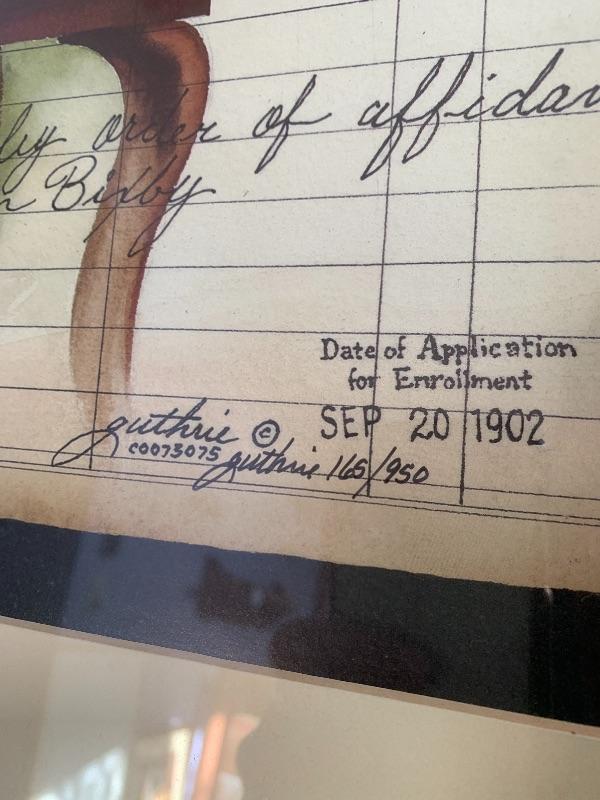 by order of affidav
n Bixby
Date of Application
for Enrollment
SEP 20 1902
guthrie ©
C0073075
guthrie 165/950